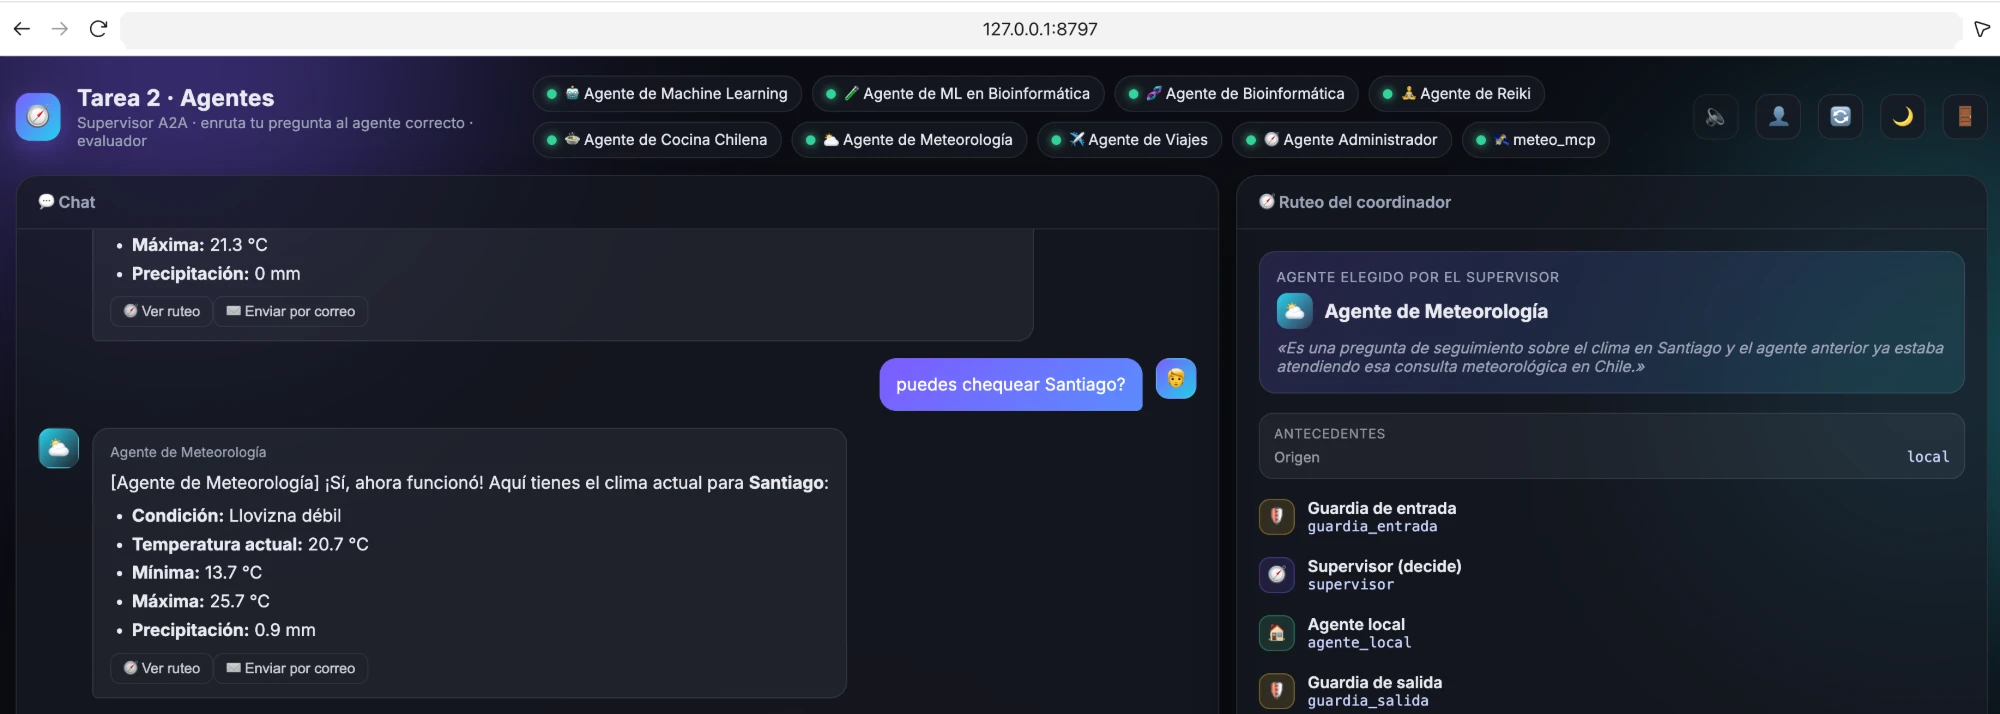 127.0.0.1:8797
Tarea 2 · Agentes
Supervisor A2A · enruta tu pregunta al agente correcto ·
evaluador
Agente de Machine Learning
Agente de ML en Bioinformática
Agente de Bioinformática
Agente de Reiki
Agente de Cocina Chilena
Agente de Meteorología
Agente de Viajes
Agente Administrador
meteo_mcp
Chat
• Máxima: 21.3 °C
• Precipitación: 0 mm
Ver ruteo
Enviar por correo
puedes chequear Santiago?
Agente de Meteorología
[Agente de Meteorología] ¡Sí, ahora funcionó! Aquí tienes el clima actual para Santiago:
• Condición: Llovizna débil
• Temperatura actual: 20.7 °C
• Mínima: 13.7 °C
• Máxima: 25.7 °C
• Precipitación: 0.9 mm
Ver ruteo
Enviar por correo
Ruteo del coordinador
AGENTE ELEGIDO POR EL SUPERVISOR
Agente de Meteorología
«Es una pregunta de seguimiento sobre el clima en Santiago y el agente anterior ya estaba
atendiendo esa consulta meteorológica en Chile.»
ANTECEDENTES
Origen
local
Guardia de entrada
guardia_entrada
Supervisor (decide)
supervisor
Agente local
agente_local
Guardia de salida
guardia_salida